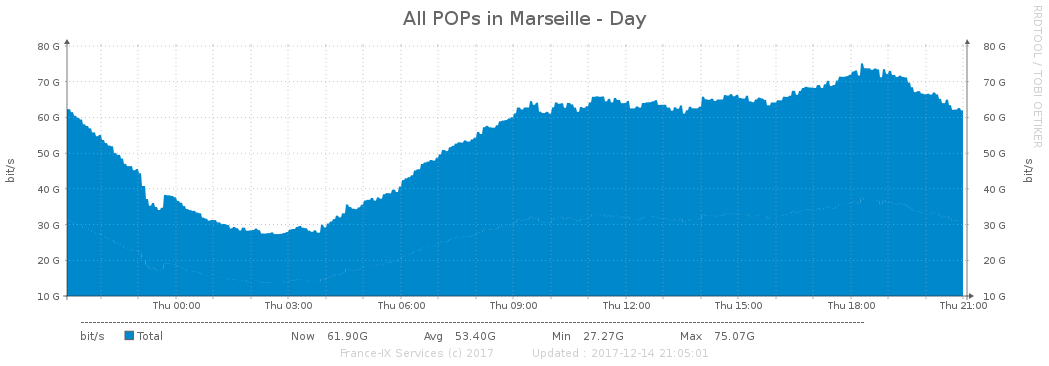 All POPs in Marseille - Day
RRDTOOL / TOBI OETIKER
80 G 80 G
70 G 70 G
60 G 60 G
50 G 50 G
40 G 40 G
30 G 30 G
20 G 20 G
10 G 10 G
bit/s
bit/s
Thu 00:00 Thu 03:00 Thu 06:00 Thu 09:00 Thu 12:00 Thu 15:00 Thu 18:00 Thu 21:00
bit/s Total Now 61.90G Avg 53.40G Min 27.27G Max 75.07G
France-IX Services (c) 2017 Updated : 2017-12-14 21:05:01